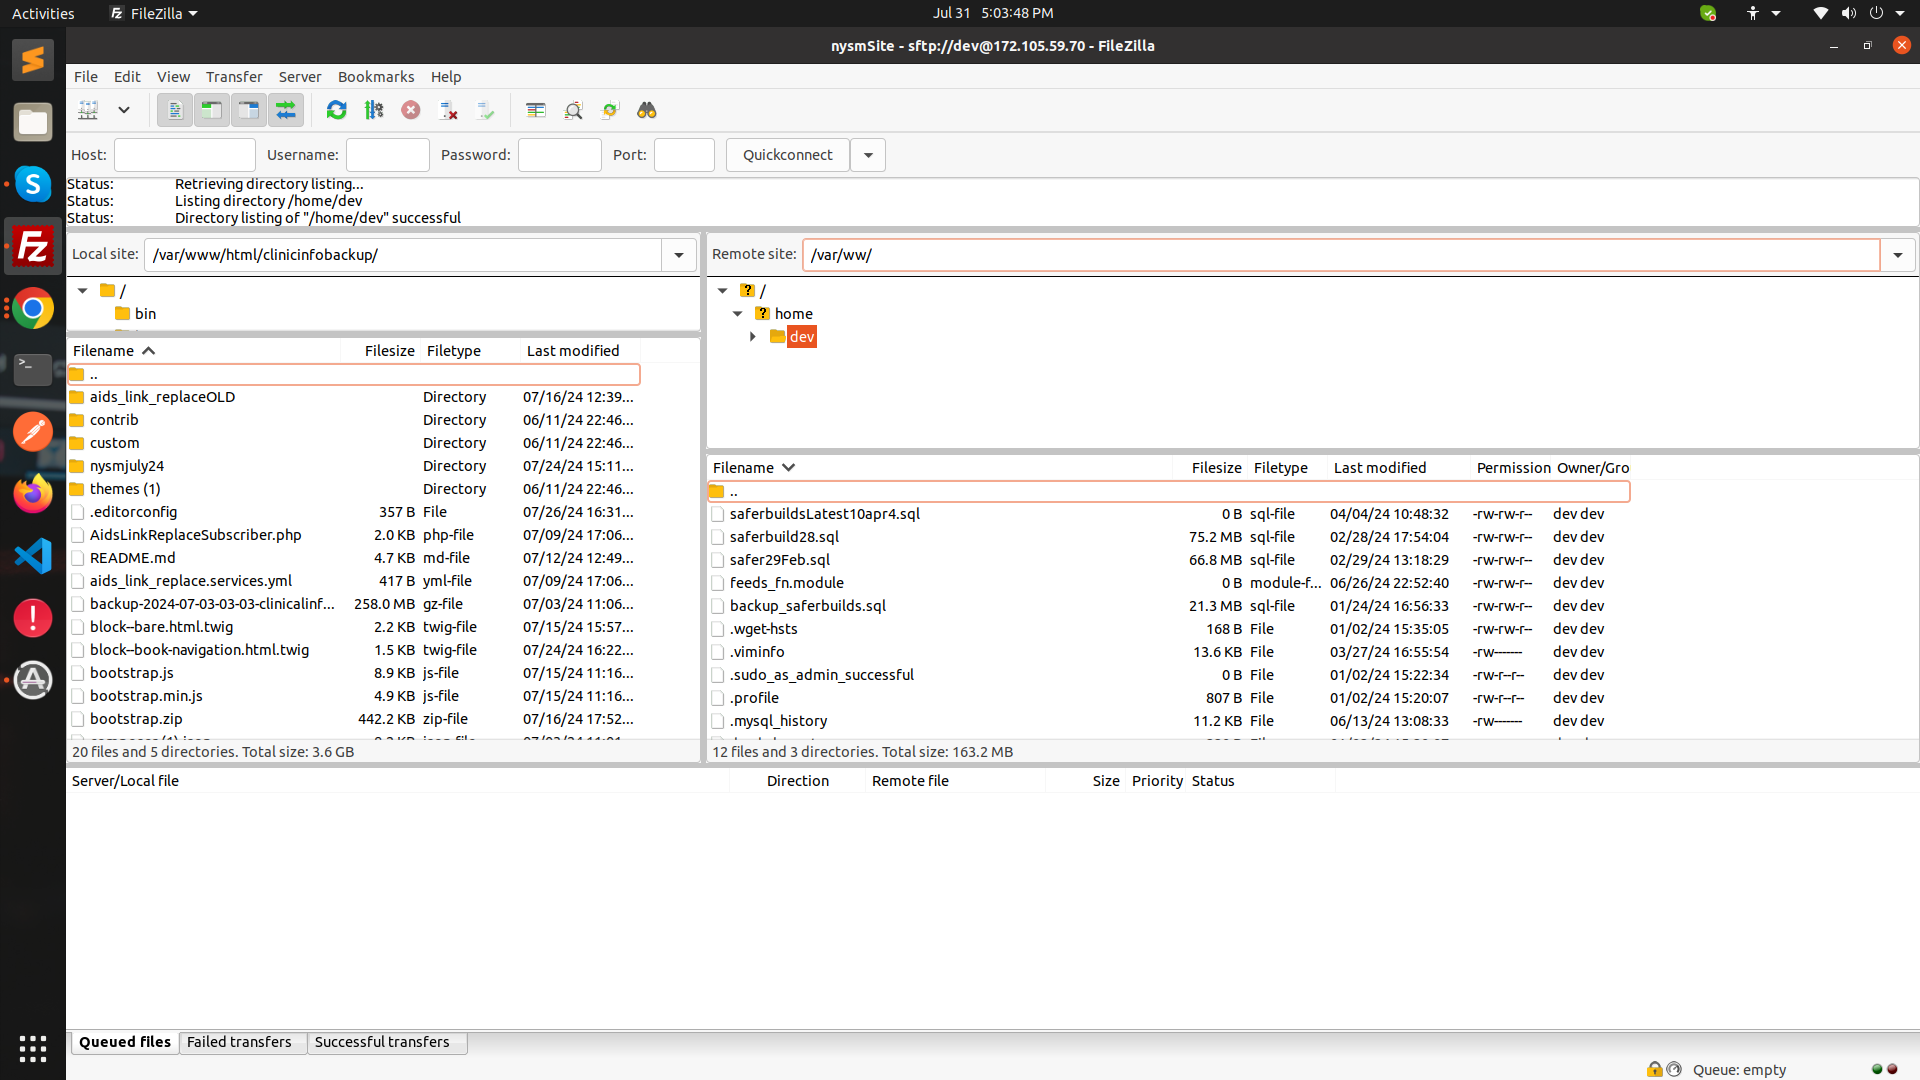 Activities FileZilla Jul 31 5:03:48 PM
nysmSite - sftp://dev@172.105.59.70 - FileZilla
File Edit View Transfer Server Bookmarks Help
Host: Username: Password: Port: Quickconnect
Status: Retrieving directory listing...
Status: Listing directory /home/dev
Status: Directory listing of "/home/dev" successful
Local site: /var/www/html/clinicinfobackup/
/
bin
Filename Filesize Filetype Last modified
..
aids_link_replaceOLD Directory 07/16/24 12:39...
contrib Directory 06/11/24 22:46...
custom Directory 06/11/24 22:46...
nysmjuly24 Directory 07/24/24 15:11...
themes (1) Directory 06/11/24 22:46...
.editorconfig 357 B File 07/26/24 16:31...
AidsLinkReplaceSubscriber.php 2.0 KB php-file 07/09/24 17:06...
README.md 4.7 KB md-file 07/12/24 12:49...
aids_link_replace.services.yml 417 B yml-file 07/09/24 17:06...
backup-2024-07-03-03-03-clinicalinf... 258.0 MB gz-file 07/03/24 11:06...
block--bare.html.twig 2.2 KB twig-file 07/15/24 15:57...
block--book-navigation.html.twig 1.5 KB twig-file 07/24/24 16:22...
bootstrap.js 8.9 KB js-file 07/15/24 11:16...
bootstrap.min.js 4.9 KB js-file 07/15/24 11:16...
bootstrap.zip 442.2 KB zip-file 07/16/24 17:52...
20 files and 5 directories. Total size: 3.6 GB
Remote site: /var/ww/
/
home
dev
Filename Filesize Filetype Last modified Permission Owner/Gro
..
saferbuildsLatest10apr4.sql 0 B sql-file 04/04/24 10:48:32 -rw-rw-r-- dev dev
saferbuild28.sql 75.2 MB sql-file 02/28/24 17:54:04 -rw-rw-r-- dev dev
safer29Feb.sql 66.8 MB sql-file 02/29/24 13:18:29 -rw-rw-r-- dev dev
feeds_fn.module 0 B module-f... 06/26/24 22:52:40 -rw-rw-r-- dev dev
backup_saferbuilds.sql 21.3 MB sql-file 01/24/24 16:56:33 -rw-rw-r-- dev dev
.wget-hsts 168 B File 01/02/24 15:35:05 -rw-rw-r-- dev dev
.viminfo 13.6 KB File 03/27/24 16:55:54 -rw------- dev dev
.sudo_as_admin_successful 0 B File 01/02/24 15:22:34 -rw-r--r-- dev dev
.profile 807 B File 01/02/24 15:20:07 -rw-r--r-- dev dev
.mysql_history 11.2 KB File 06/13/24 13:08:33 -rw------- dev dev
12 files and 3 directories. Total size: 163.2 MB
Server/Local file Direction Remote file Size Priority Status
Queued files Failed transfers Successful transfers
Queue: empty